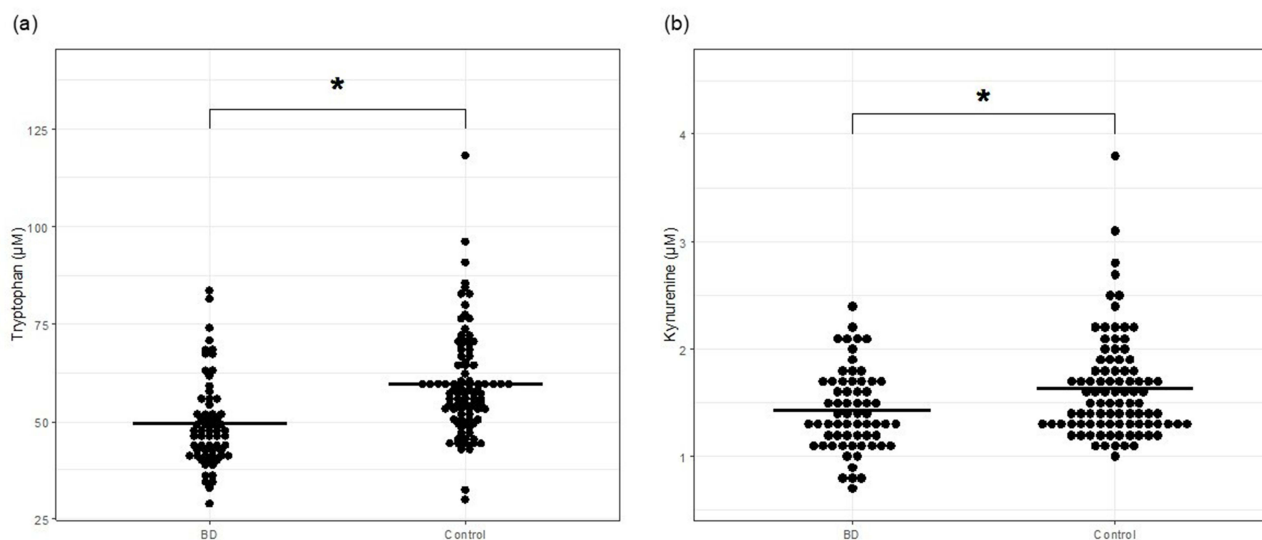 (a)
*
125
100
75
50
25
Tryptophan (μM)
BD
Control
(b)
*
4
3
2
1
Kynurenine (μM)
BD
Control